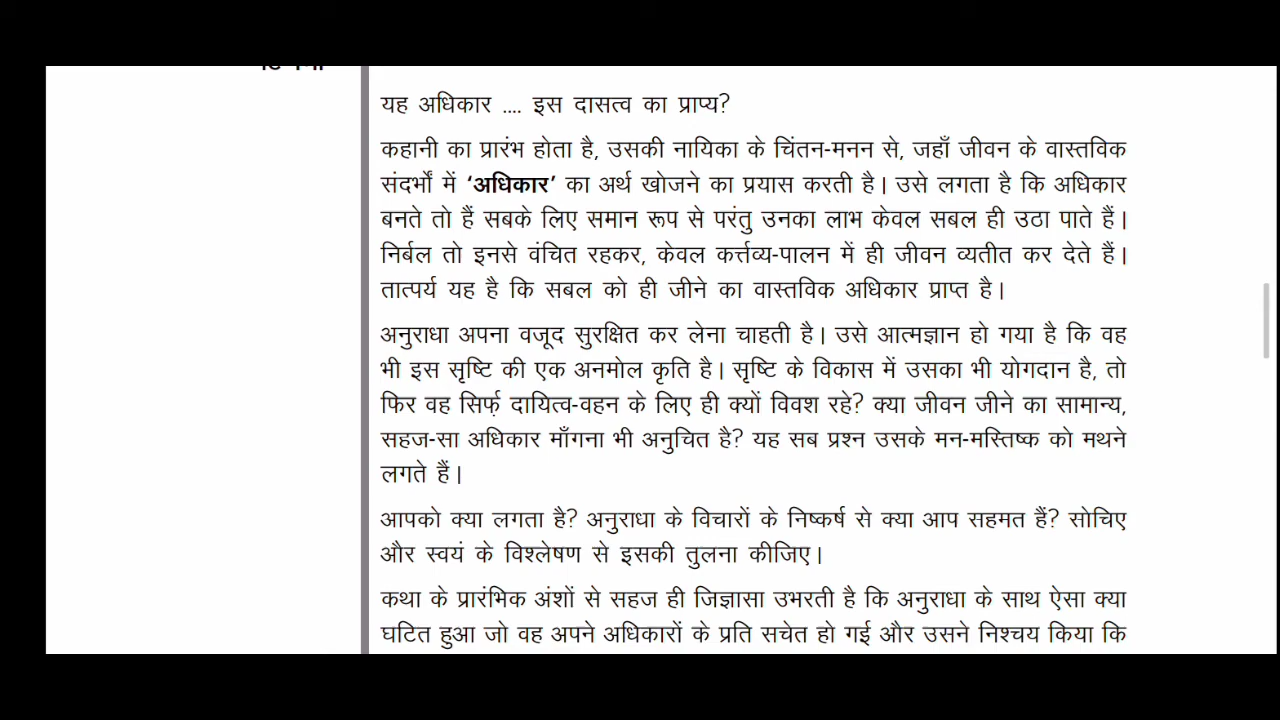 यह अधिकार .... इस दासत्व का प्राप्य?
कहानी का प्रारंभ होता है, उसकी नायिका के चिंतन-मनन से, जहाँ जीवन के वास्तविक
संदर्भों में ‘अधिकार’ का अर्थ खोजने का प्रयास करती है। उसे लगता है कि अधिकार
बनते तो हैं सबके लिए समान रूप से परंतु उनका लाभ केवल सबल ही उठा पाते हैं।
निर्बल तो इनसे वंचित रहकर, केवल कर्त्तव्य-पालन में ही जीवन व्यतीत कर देते हैं।
तात्पर्य यह है कि सबल को ही जीने का वास्तविक अधिकार प्राप्त है।
अनुराधा अपना वजूद सुरक्षित कर लेना चाहती है। उसे आत्मज्ञान हो गया है कि वह
भी इस सृष्टि की एक अनमोल कृति है। सृष्टि के विकास में उसका भी योगदान है, तो
फिर वह सिर्फ़ दायित्व-वहन के लिए ही क्यों विवश रहे? क्या जीवन जीने का सामान्य,
सहज-सा अधिकार माँगना भी अनुचित है? यह सब प्रश्न उसके मन-मस्तिष्क को मथने
लगते हैं।
आपको क्या लगता है? अनुराधा के विचारों के निष्कर्ष से क्या आप सहमत हैं? सोचिए
और स्वयं के विश्लेषण से इसकी तुलना कीजिए।
कथा के प्रारंभिक अंशों से सहज ही जिज्ञासा उभरती है कि अनुराधा के साथ ऐसा क्या
घटित हुआ जो वह अपने अधिकारों के प्रति सचेत हो गई और उसने निश्चय किया कि